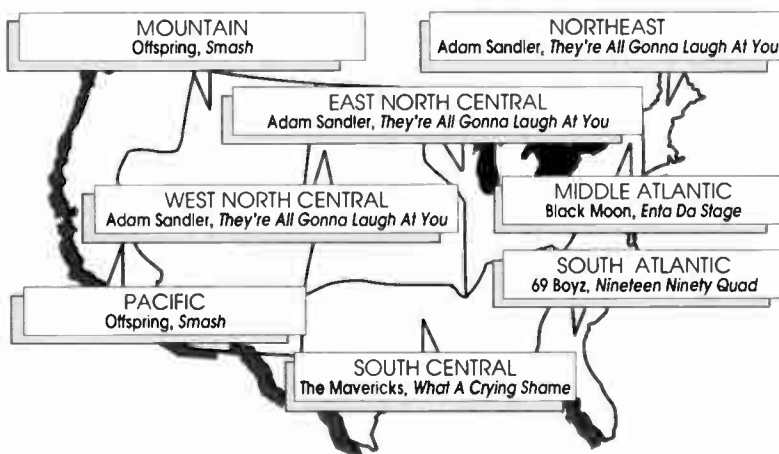 MOUNTAIN
Offspring, Smash
NORTHEAST
Adam Sandler, They're All Gonna Laugh At You
EAST NORTH CENTRAL
Adam Sandler, They're All Gonna Laugh At You
WEST NORTH CENTRAL
Adam Sandler, They're All Gonna Laugh At You
MIDDLE ATLANTIC
Black Moon, Enta Da Stage
SOUTH ATLANTIC
69 Boyz, Nineteen Ninety Quad
PACIFIC
Offspring, Smash
SOUTH CENTRAL
The Mavericks, What A Crying Shame